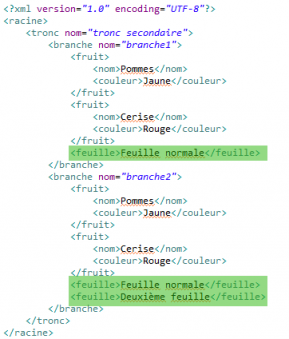 <?xml version="1.0" encoding="UTF-8"?>
<racine>
<tronc nom="tronc secondaire">
<branche nom="branche1">
<fruit>
<nom>Pommes</nom>
<couleur>Jaune</couleur>
</fruit>
<fruit>
<nom>Cerise</nom>
<couleur>Rouge</couleur>
</fruit>
<feuille>Feuille normale</feuille>
</branche>
<branche nom="branche2">
<fruit>
<nom>Pommes</nom>
<couleur>Jaune</couleur>
</fruit>
<fruit>
<nom>Cerise</nom>
<couleur>Rouge</couleur>
</fruit>
<feuille>Feuille normale</feuille>
<feuille>Deuxième feuille</feuille>
</branche>
</tronc>
</racine>